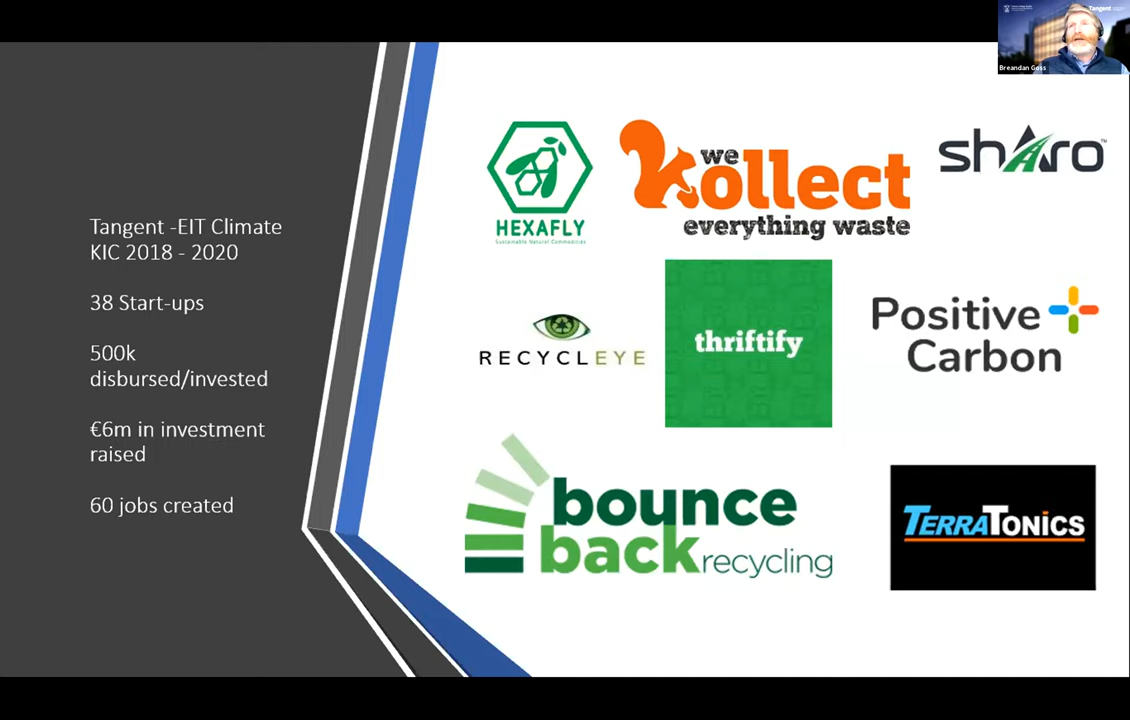 Tangent
Breandan Goss
Tangent -EIT Climate
KIC 2018 - 2020
38 Start-ups
500k
disbursed/invested
€6m in investment
raised
60 jobs created
HEXAFLY
Sustainable Natural Commodities
we
kollect
everything waste
shAro™
RECYCLEYE
thriftify
Positive
Carbon
bounce
back recycling
TERRATONICS